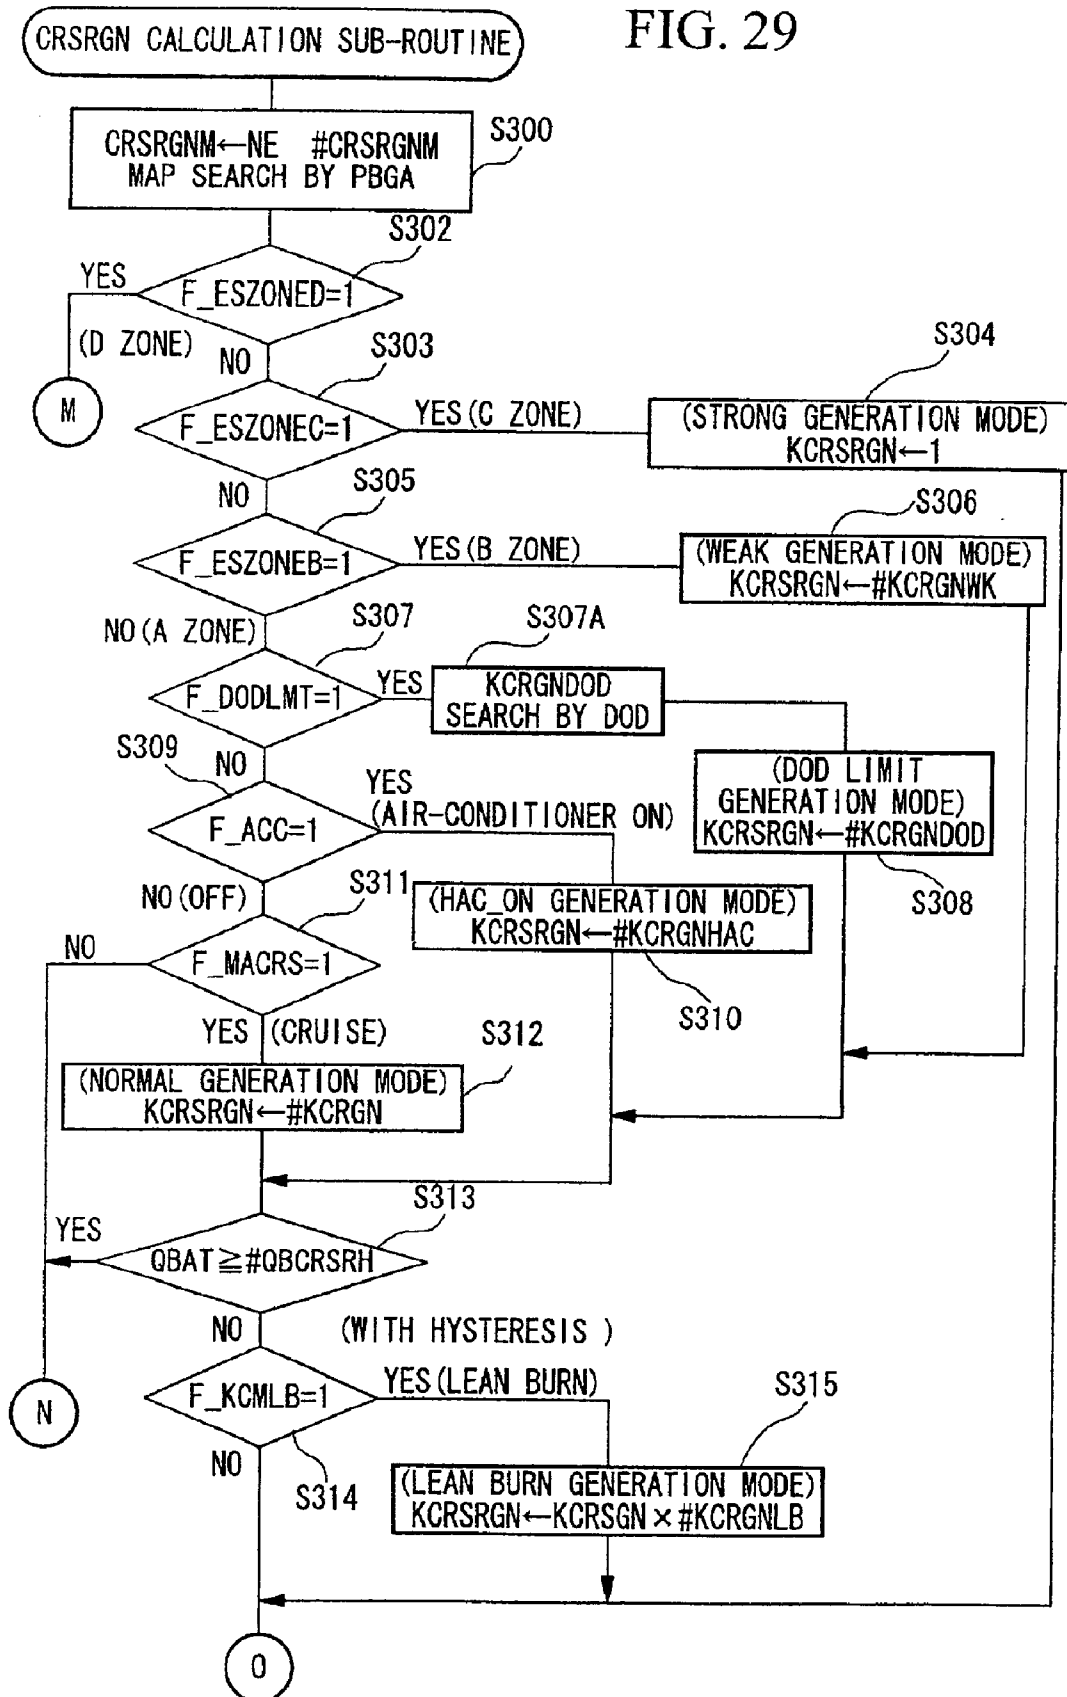 FIG. 29
CRSRGN CALCULATION SUB-ROUTINE
S300
CRSRGNM←NE #CRSRGNM
MAP SEARCH BY PBGA
S302
YES
F_ESZONED=1
(D ZONE)
NO
M
S303
F_ESZONEC=1
YES(C ZONE)
S304
(STRONG GENERATION MODE)
KCRSRGN←1
NO
S305
F_ESZONEB=1
YES(B ZONE)
S306
(WEAK GENERATION MODE)
KCRSRGN←#KCRGNWK
NO(A ZONE)
S307
F_DODLMT=1
YES
S307A
KCRGNDOD
SEARCH BY DOD
(DOD LIMIT
GENERATION MODE)
KCRSRGN←#KCRGNDOD
S308
S309
NO
F_ACC=1
YES
(AIR-CONDITIONER ON)
(HAC_ON GENERATION MODE)
KCRSRGN←#KCRGNHAC
S310
NO(OFF)
S311
NO
F_MACRS=1
YES (CRUISE)
S312
(NORMAL GENERATION MODE)
KCRSRGN←#KCRGN
S313
YES
QBAT≧#QBCRSRH
NO
(WITH HYSTERESIS )
N
F_KCMLB=1
YES(LEAN BURN)
S315
NO
S314
(LEAN BURN GENERATION MODE)
KCRSRGN←KCRSGN×#KCRGNLB
O